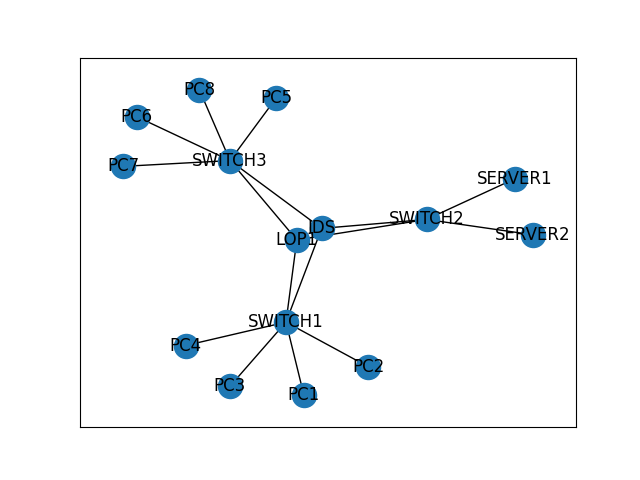 PC8
PC5
PC6
SWITCH3
PC7
SERVER1
SWITCH2
IDS
SERVER2
LOP1
SWITCH1
PC4
PC2
PC3
PC1